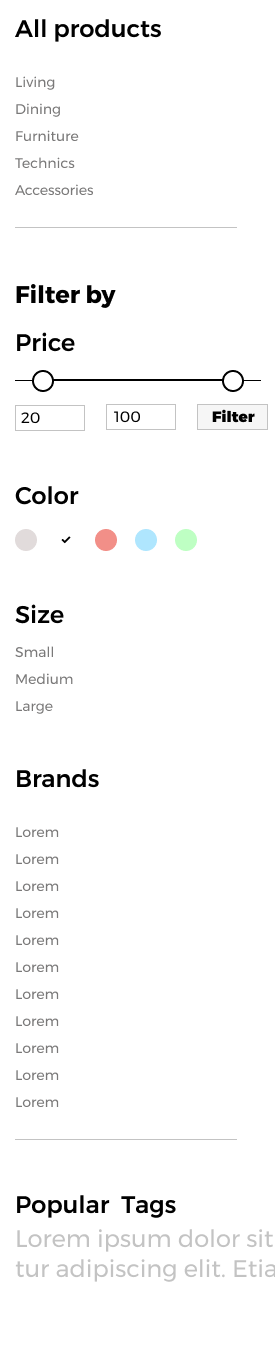 All products
Living
Dining
Furniture
Technics
Accessories
Filter by
Price
20 100 Filter
Color
Size
Small
Medium
Large
Brands
Lorem
Lorem
Lorem
Lorem
Lorem
Lorem
Lorem
Lorem
Lorem
Lorem
Lorem
Popular Tags
Lorem ipsum dolor sit
tur adipiscing elit. Etia